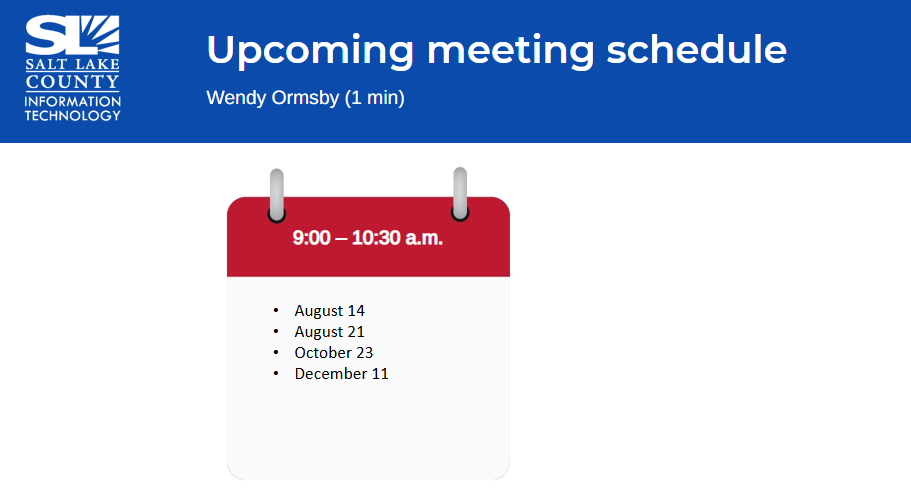 SL
SALT LAKE
COUNTY
INFORMATION
TECHNOLOGY
Upcoming meeting schedule
Wendy Ormsby (1 min)
9:00 – 10:30 a.m.
• August 14
• August 21
• October 23
• December 11